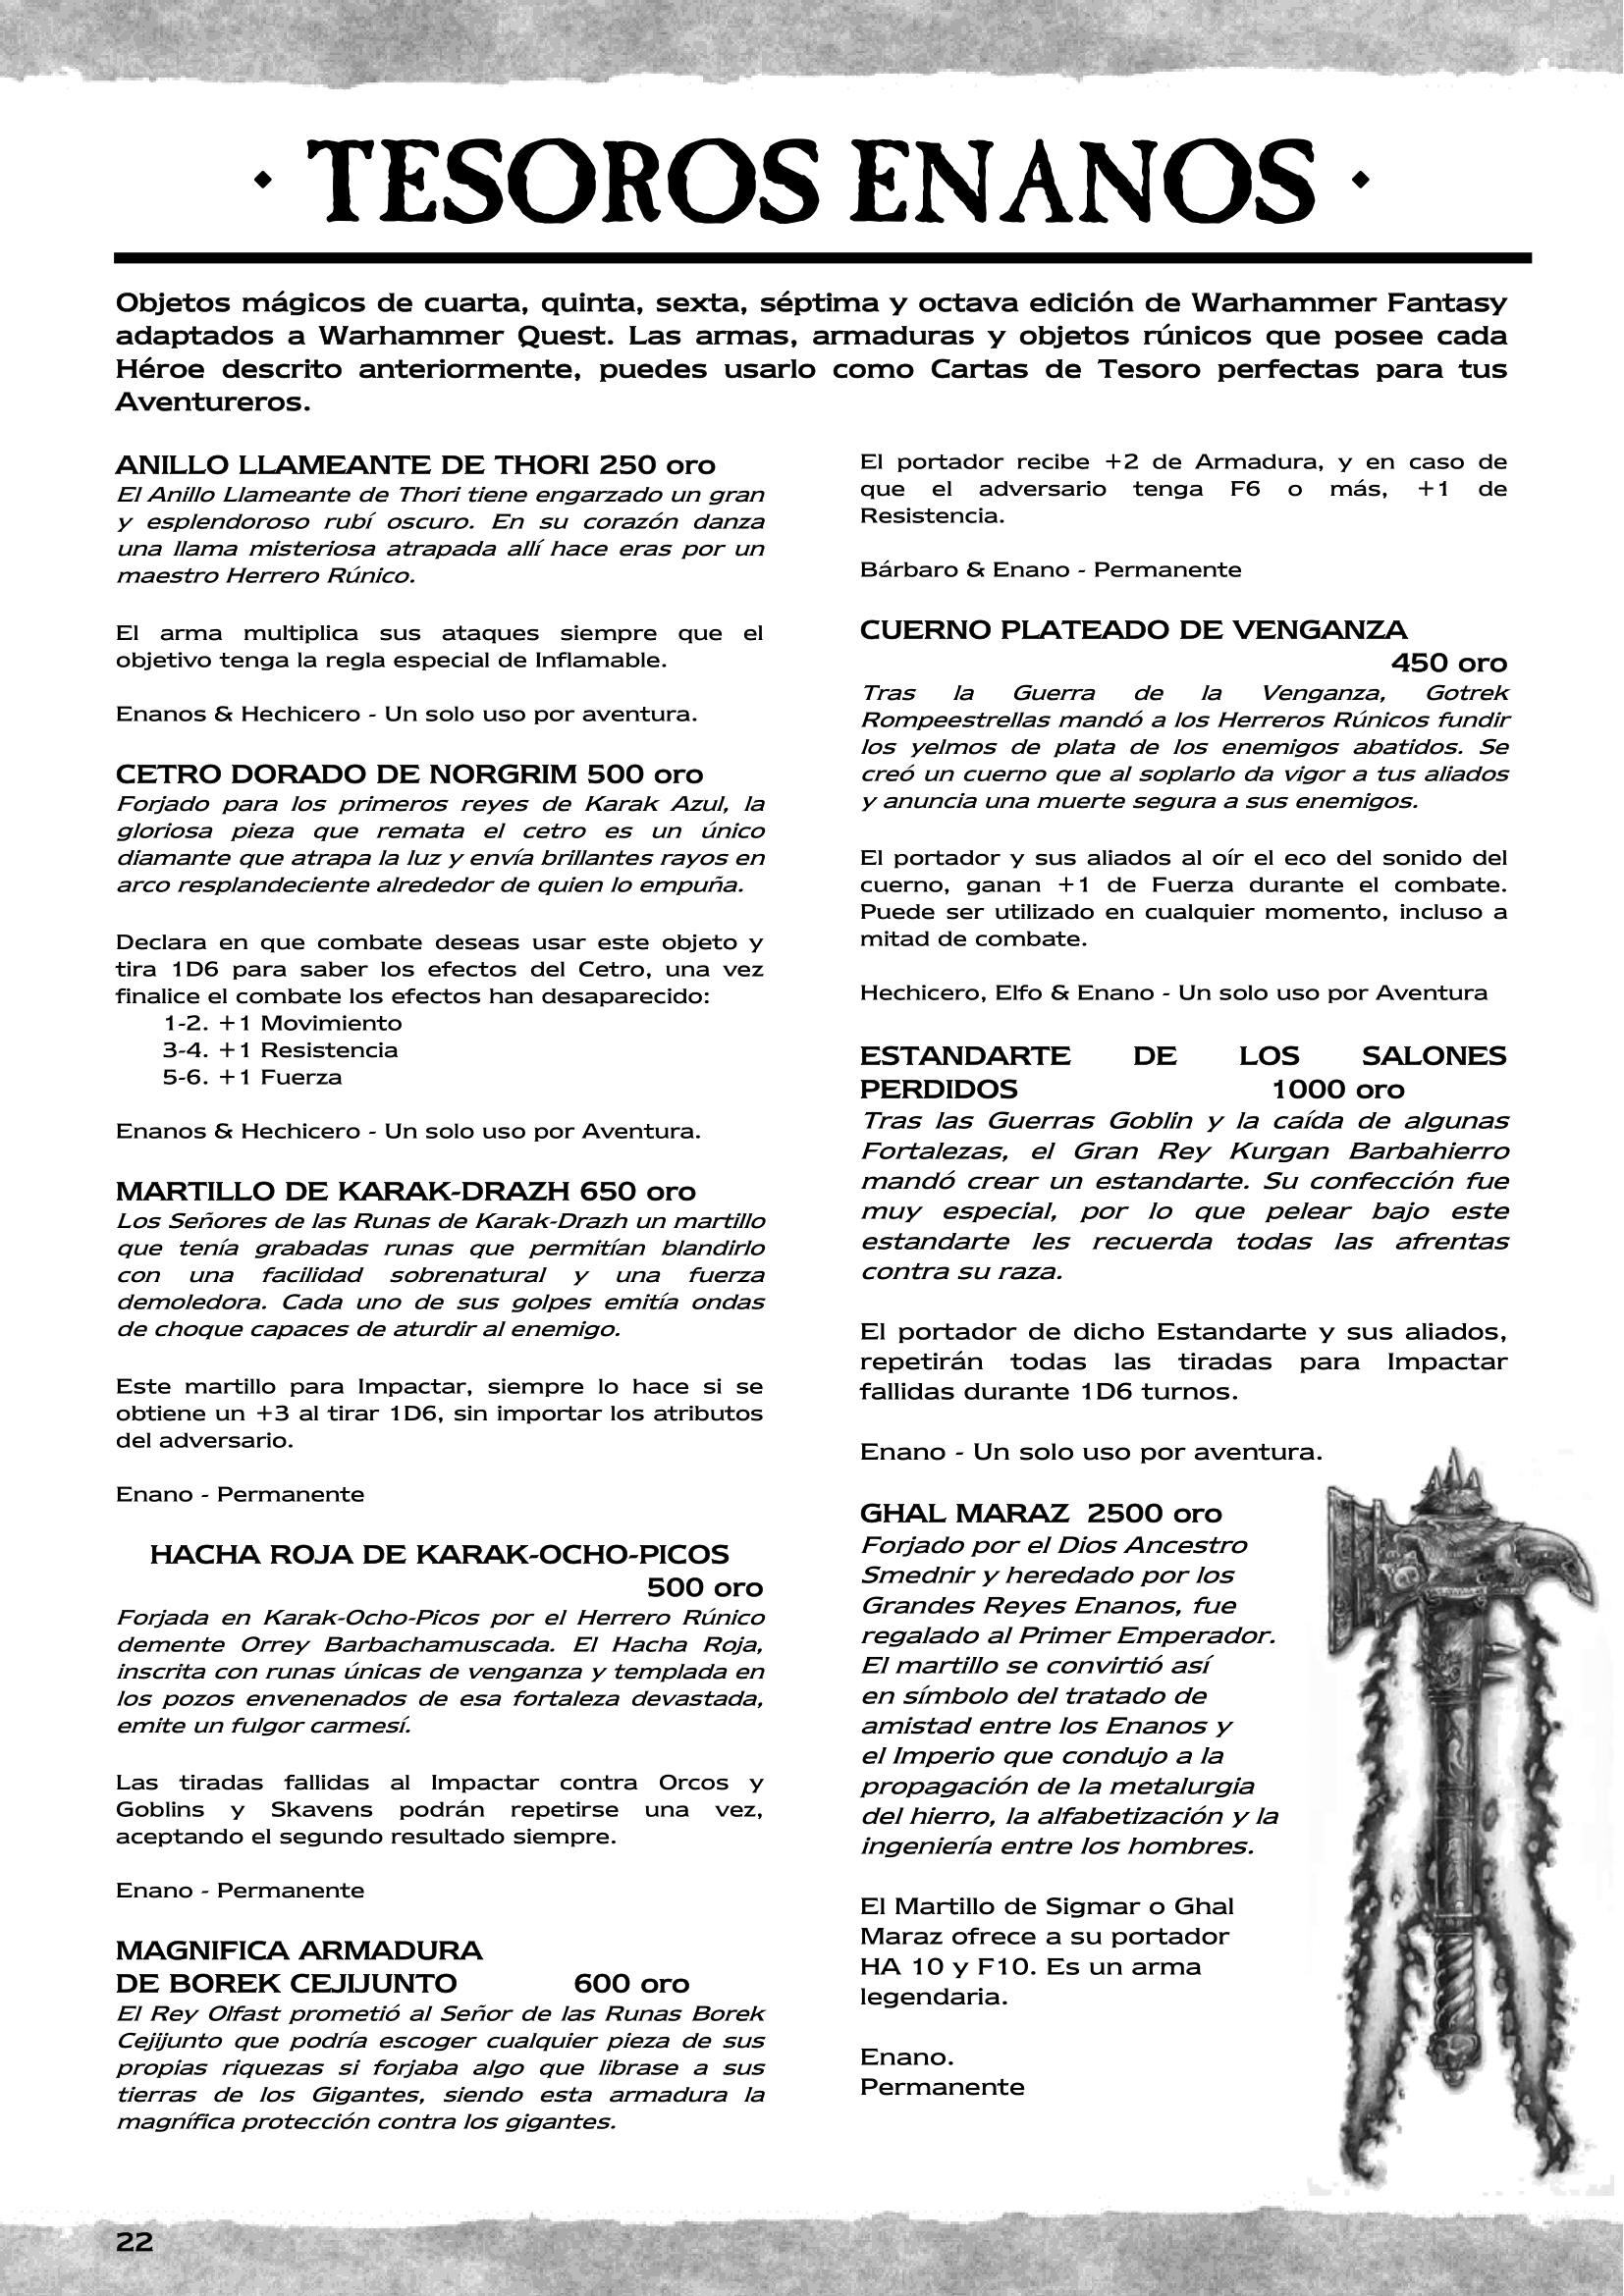 · TESOROS ENANOS ·
Objetos mágicos de cuarta, quinta, sexta, séptima y octava edición de Warhammer Fantasy
adaptados a Warhammer Quest. Las armas, armaduras y objetos rúnicos que posee cada
Héroe descrito anteriormente, puedes usarlo como Cartas de Tesoro perfectas para tus
Aventureros.
ANILLO LLAMEANTE DE THORI 250 oro
El Anillo Llameante de Thori tiene engarzado un gran
y esplendoroso rubí oscuro. En su corazón danza
una llama misteriosa atrapada allí hace eras por un
maestro Herrero Rúnico.
El arma multiplica sus ataques siempre que el
objetivo tenga la regla especial de Inflamable.
Enanos & Hechicero - Un solo uso por aventura.
CETRO DORADO DE NORGRIM 500 oro
Forjado para los primeros reyes de Karak Azul, la
gloriosa pieza que remata el cetro es un único
diamante que atrapa la luz y envía brillantes rayos en
arco resplandeciente alrededor de quien lo empuña.
Declara en que combate deseas usar este objeto y
tira 1D6 para saber los efectos del Cetro, una vez
finalice el combate los efectos han desaparecido:
1-2. +1 Movimiento
3-4. +1 Resistencia
5-6. +1 Fuerza
Enanos & Hechicero - Un solo uso por Aventura.
MARTILLO DE KARAK-DRAZH 650 oro
Los Señores de las Runas de Karak-Drazh un martillo
que tenía grabadas runas que permitían blandirlo
con una facilidad sobrenatural y una fuerza
demoledora. Cada uno de sus golpes emitía ondas
de choque capaces de aturdir al enemigo.
Este martillo para Impactar, siempre lo hace si se
obtiene un +3 al tirar 1D6, sin importar los atributos
del adversario.
Enano - Permanente
HACHA ROJA DE KARAK-OCHO-PICOS
500 oro
Forjada en Karak-Ocho-Picos por el Herrero Rúnico
demente Orrey Barbachamuscada. El Hacha Roja,
inscrita con runas únicas de venganza y templada en
los pozos envenenados de esa fortaleza devastada,
emite un fulgor carmesí.
Las tiradas fallidas al Impactar contra Orcos y
Goblins y Skavens podrán repetirse una vez,
aceptando el segundo resultado siempre.
Enano - Permanente
MAGNIFICA ARMADURA
DE BOREK CEJIJUNTO 600 oro
El Rey Olfast prometió al Señor de las Runas Borek
Cejijunto que podría escoger cualquier pieza de sus
propias riquezas si forjaba algo que librase a sus
tierras de los Gigantes, siendo esta armadura la
magnífica protección contra los gigantes.
El portador recibe +2 de Armadura, y en caso de
que el adversario tenga F6 o más, +1 de
Resistencia.
Bárbaro & Enano - Permanente
CUERNO PLATEADO DE VENGANZA
450 oro
Tras la Guerra de la Venganza, Gotrek
Rompeestrellas mandó a los Herreros Rúnicos fundir
los yelmos de plata de los enemigos abatidos. Se
creó un cuerno que al soplarlo da vigor a tus aliados
y anuncia una muerte segura a sus enemigos.
El portador y sus aliados al oír el eco del sonido del
cuerno, ganan +1 de Fuerza durante el combate.
Puede ser utilizado en cualquier momento, incluso a
mitad de combate.
Hechicero, Elfo & Enano - Un solo uso por Aventura
ESTANDARTE DE LOS SALONES
PERDIDOS 1000 oro
Tras las Guerras Goblin y la caída de algunas
Fortalezas, el Gran Rey Kurgan Barbahierro
mandó crear un estandarte. Su confección fue
muy especial, por lo que pelear bajo este
estandarte les recuerda todas las afrentas
contra su raza.
El portador de dicho Estandarte y sus aliados,
repetirán todas las tiradas para Impactar
fallidas durante 1D6 turnos.
Enano - Un solo uso por aventura.
GHAL MARAZ 2500 oro
Forjado por el Dios Ancestro
Smednir y heredado por los
Grandes Reyes Enanos, fue
regalado al Primer Emperador.
El martillo se convirtió así
en símbolo del tratado de
amistad entre los Enanos y
el Imperio que condujo a la
propagación de la metalurgia
del hierro, la alfabetización y la
ingeniería entre los hombres.
El Martillo de Sigmar o Ghal
Maraz ofrece a su portador
HA 10 y F10. Es un arma
legendaria.
Enano.
Permanente
22